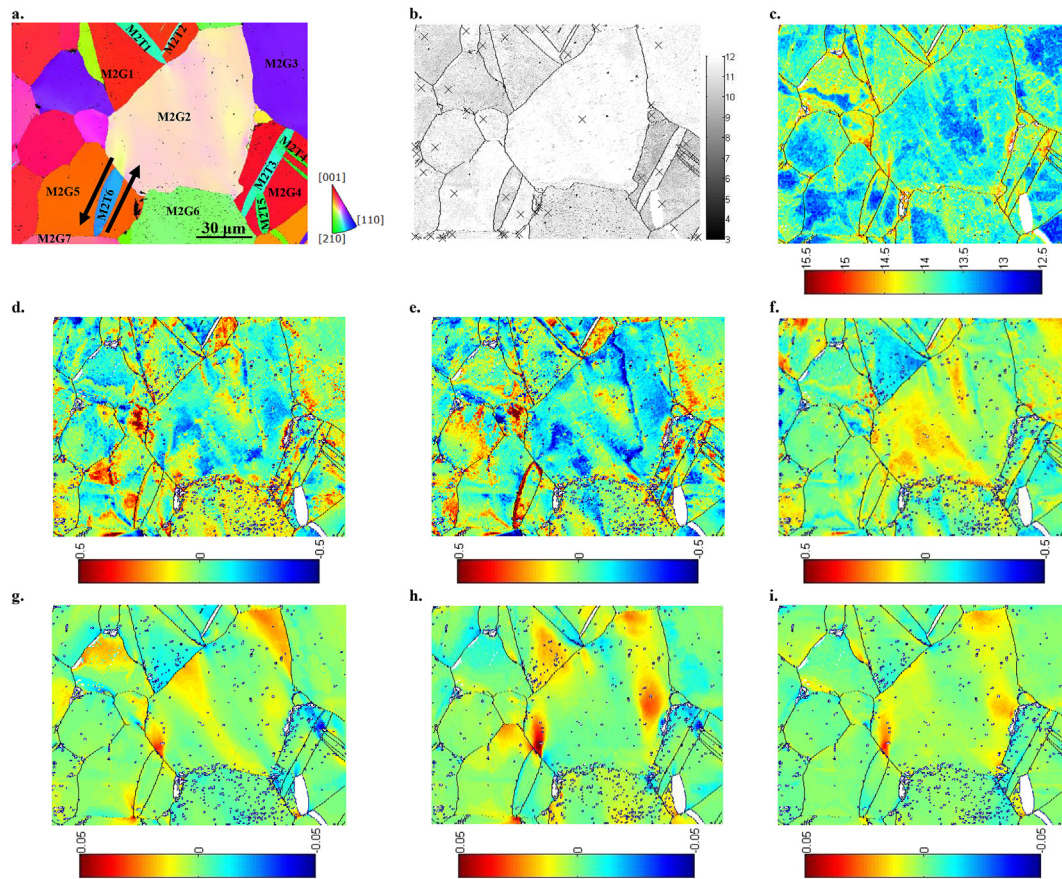 a.
b.
c.
M2T1
M2T2
M2G1
M2G3
M2G2
M2G5
M2T6
M2G6
M2G7
M2T3
M2T4
M2G4
M2T5
30 μm
[001]
[110]
[210]
12
11
10
9
8
7
6
5
4
3
15.5
15
14.5
14
13.5
13
12.5
d.
e.
f.
0.5
0
-0.5
0.5
0
-0.5
0.5
0
-0.5
g.
h.
i.
0.05
0
-0.05
0.05
0
-0.05
0.05
0
-0.05